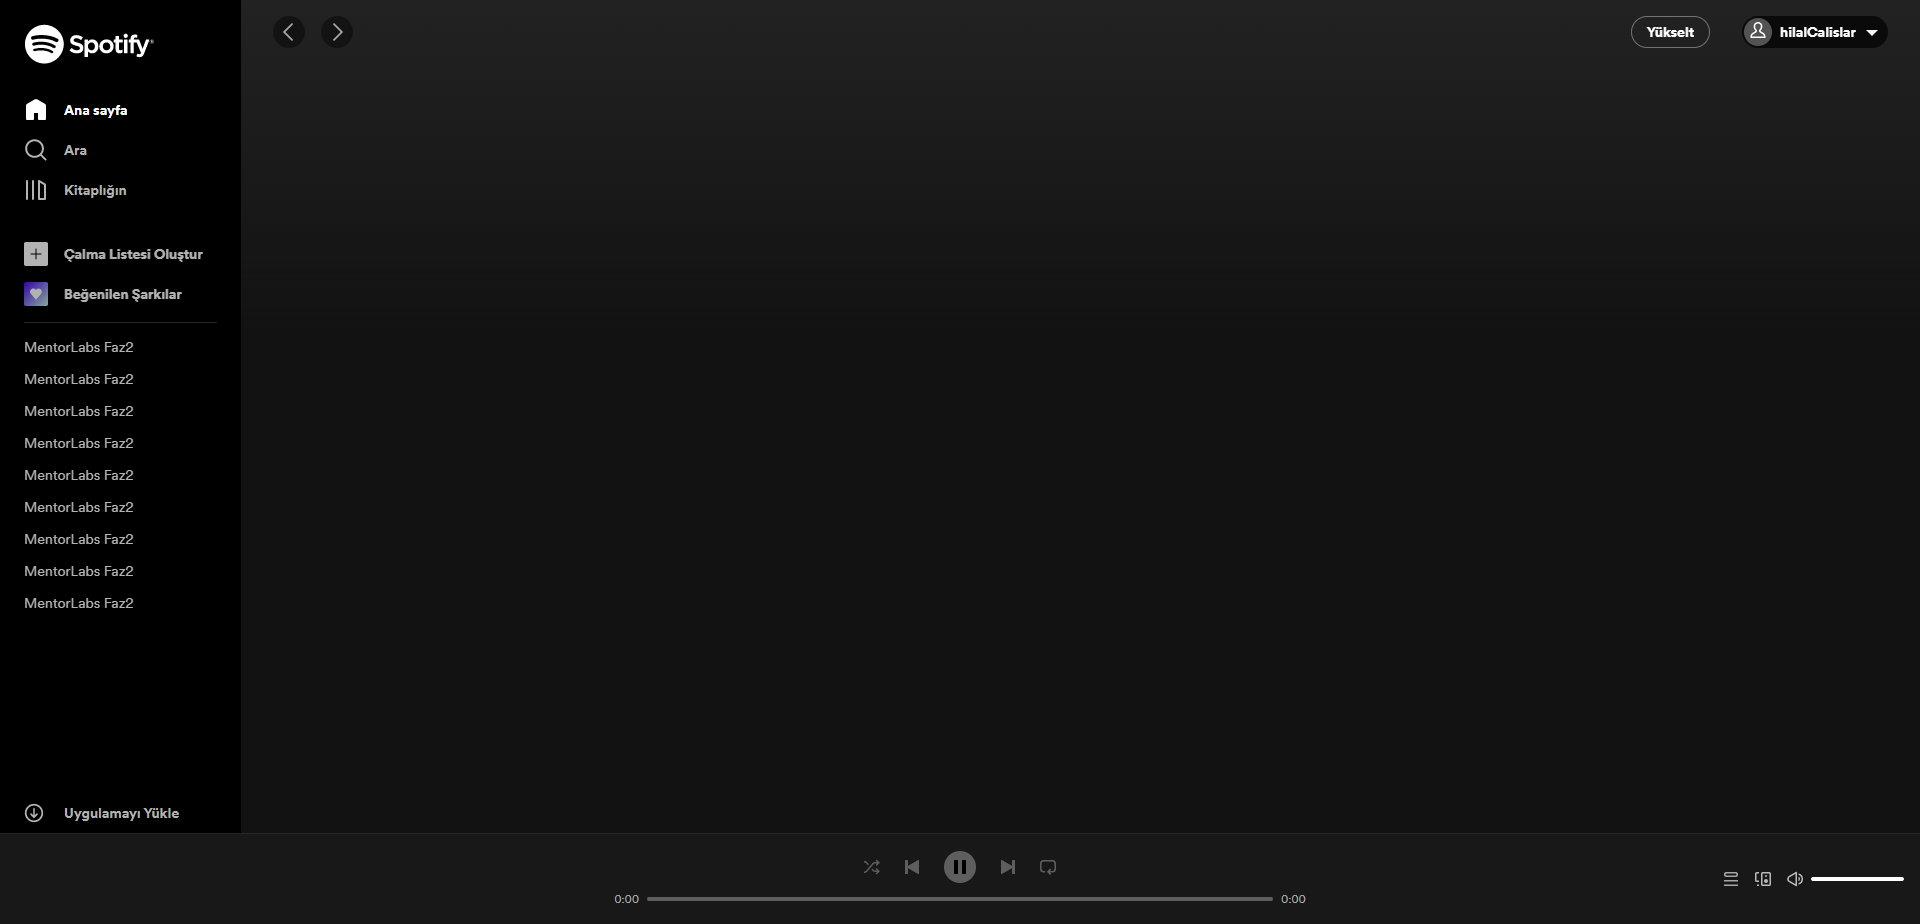 Spotify
Yükselt
hilalCalislar
Ana sayfa
Ara
Kitaplığın
Çalma Listesi Oluştur
Beğenilen Şarkılar
MentorLabs Faz2
MentorLabs Faz2
MentorLabs Faz2
MentorLabs Faz2
MentorLabs Faz2
MentorLabs Faz2
MentorLabs Faz2
MentorLabs Faz2
MentorLabs Faz2
Uygulamayı Yükle
0:00
0:00